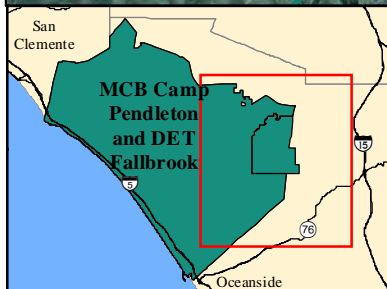 San
Clemente
MCB Camp
Pendleton
and DET
Fallbrook
5
15
76
Oceanside